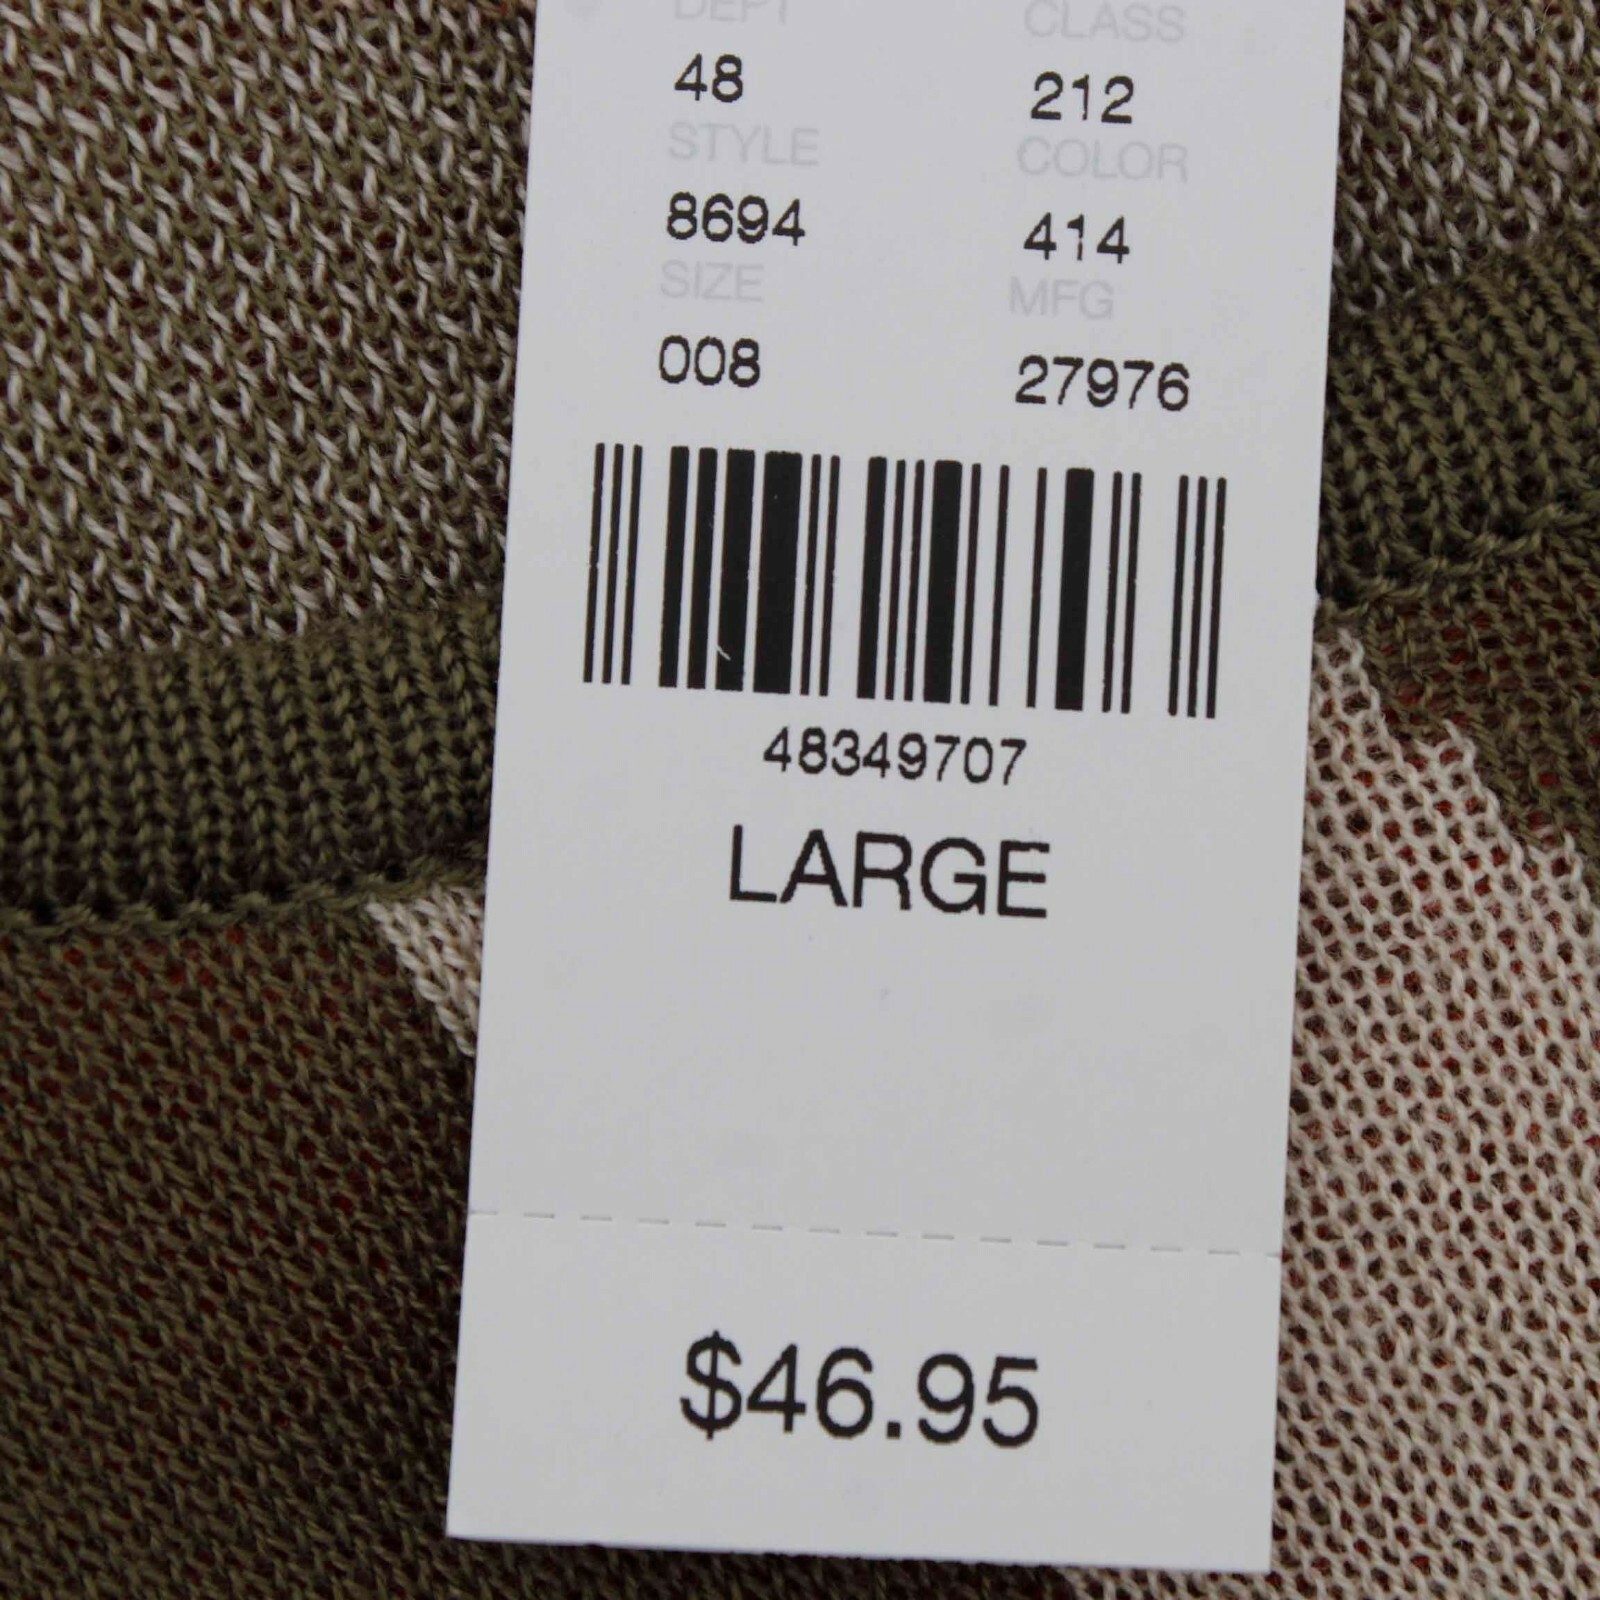 DEPT CLASS
48 212
STYLE COLOR
8694 414
SIZE MFG
008 27976
48349707
LARGE
$46.95